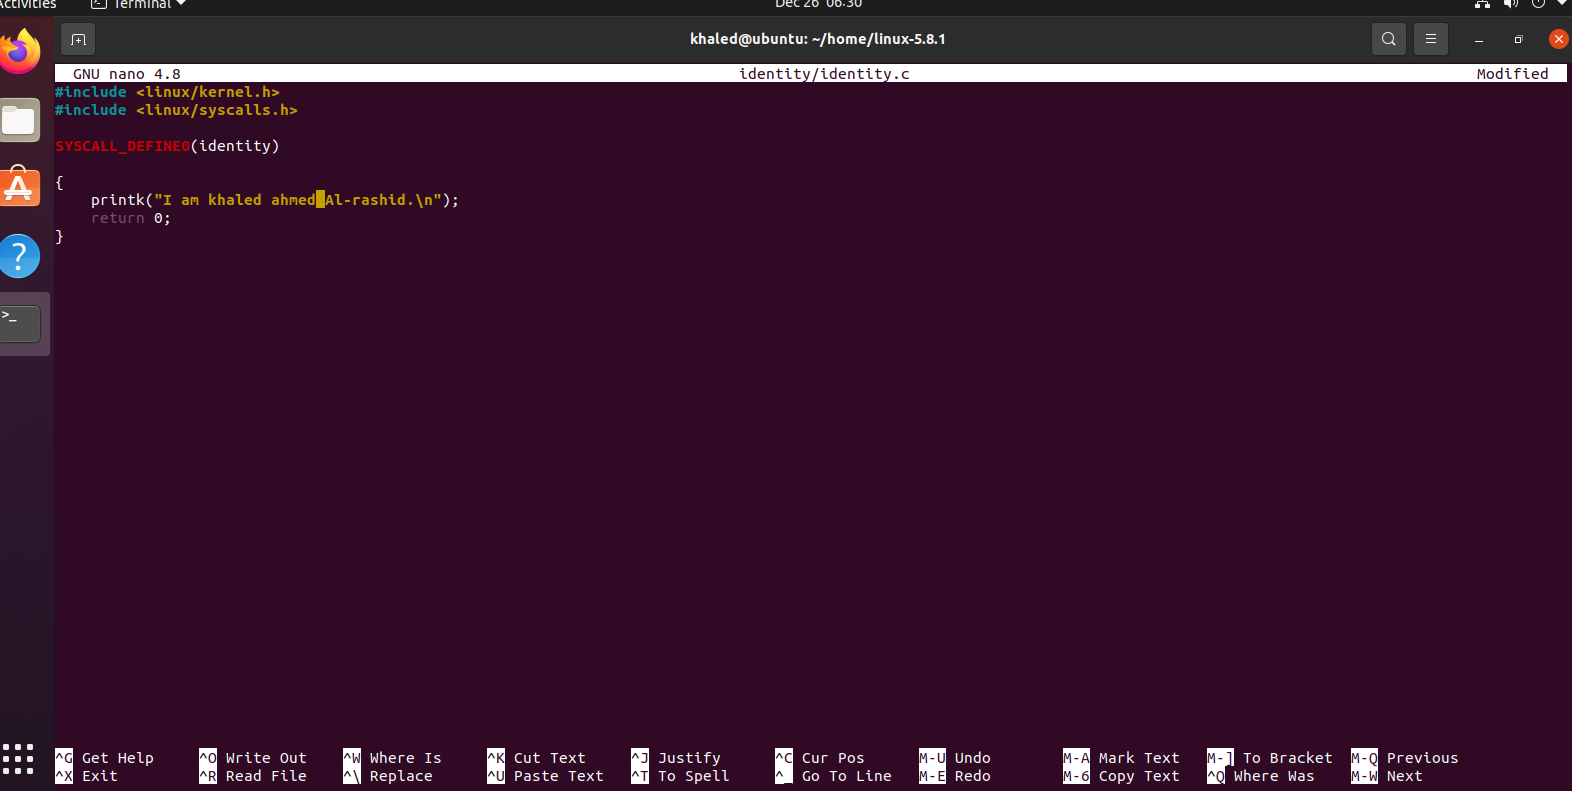 Activities Terminal Dec 26 06:30
khaled@ubuntu: ~/home/linux-5.8.1
GNU nano 4.8 identity/identity.c Modified
#include <linux/kernel.h>
#include <linux/syscalls.h>
SYSCALL_DEFINE0(identity)
{
printk("I am khaled ahmed Al-rashid.\n");
return 0;
}
^G Get Help ^O Write Out ^W Where Is ^K Cut Text ^J Justify ^C Cur Pos M-U Undo M-A Mark Text M-] To Bracket M-Q Previous
^X Exit ^R Read File ^\ Replace ^U Paste Text ^T To Spell ^_ Go To Line M-E Redo M-6 Copy Text ^Q Where Was M-W Next